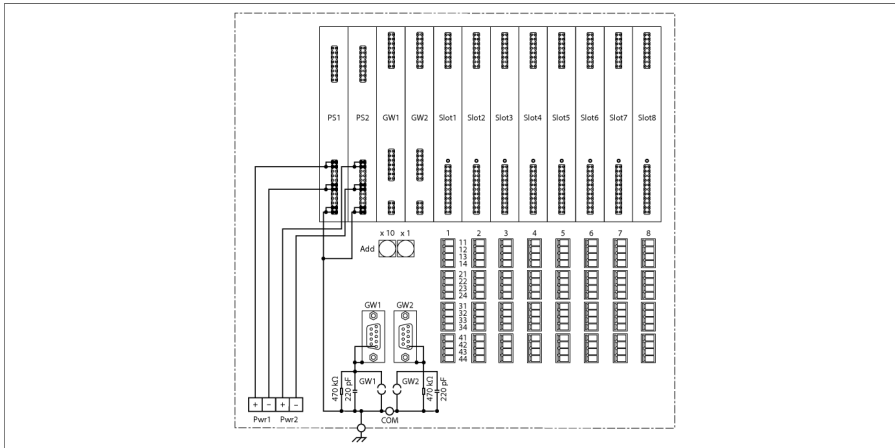 PS1 PS2 GW1 GW2 Slot1 Slot2 Slot3 Slot4 Slot5 Slot6 Slot7 Slot8
x 10 x 1
Add
1 2 3 4 5 6 7 8
11
12
13
14
21
22
23
24
31
32
33
34
41
42
43
44
GW1 GW2
470 kΩ 220 pF GW1 GW2 470 kΩ 220 pF
+ − + −
Pwr1 Pwr2
COM